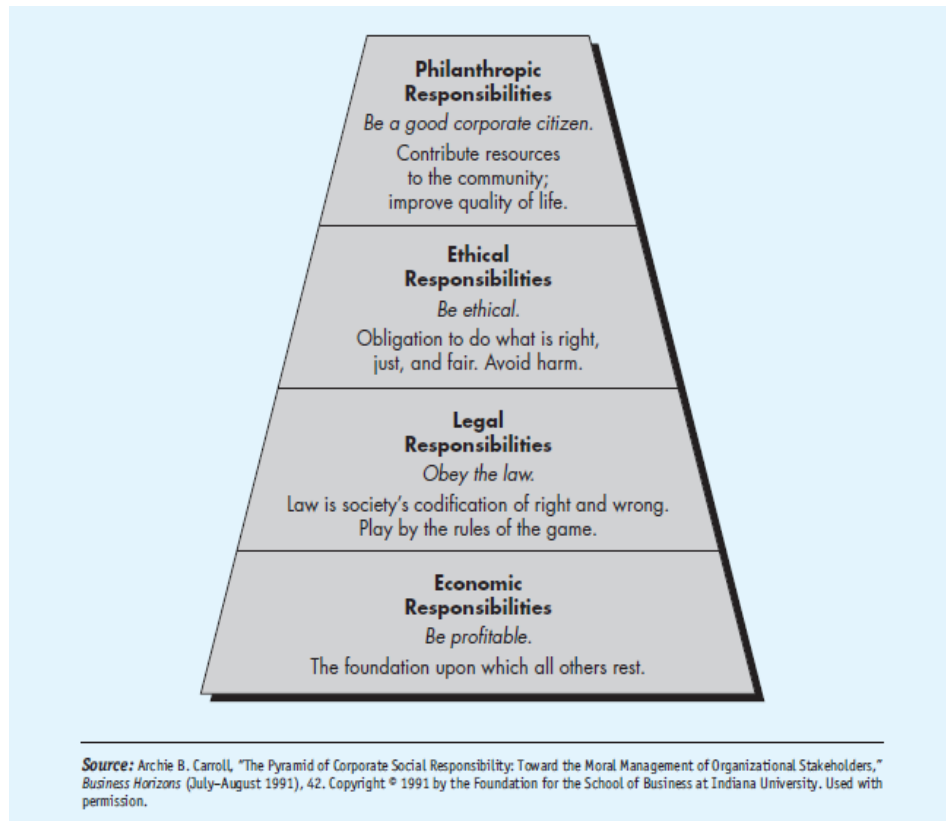 Philanthropic
Responsibilities
Be a good corporate citizen.
Contribute resources
to the community;
improve quality of life.
Ethical
Responsibilities
Be ethical.
Obligation to do what is right,
just, and fair. Avoid harm.
Legal
Responsibilities
Obey the law.
Law is society's codification of right and wrong.
Play by the rules of the game.
Economic
Responsibilities
Be profitable.
The foundation upon which all others rest.
Source: Archie B. Carroll, "The Pyramid of Corporate Social Responsibility: Toward the Moral Management of Organizational Stakeholders,"
Business Horizons (July–August 1991), 42. Copyright © 1991 by the Foundation for the School of Business at Indiana University. Used with
permission.